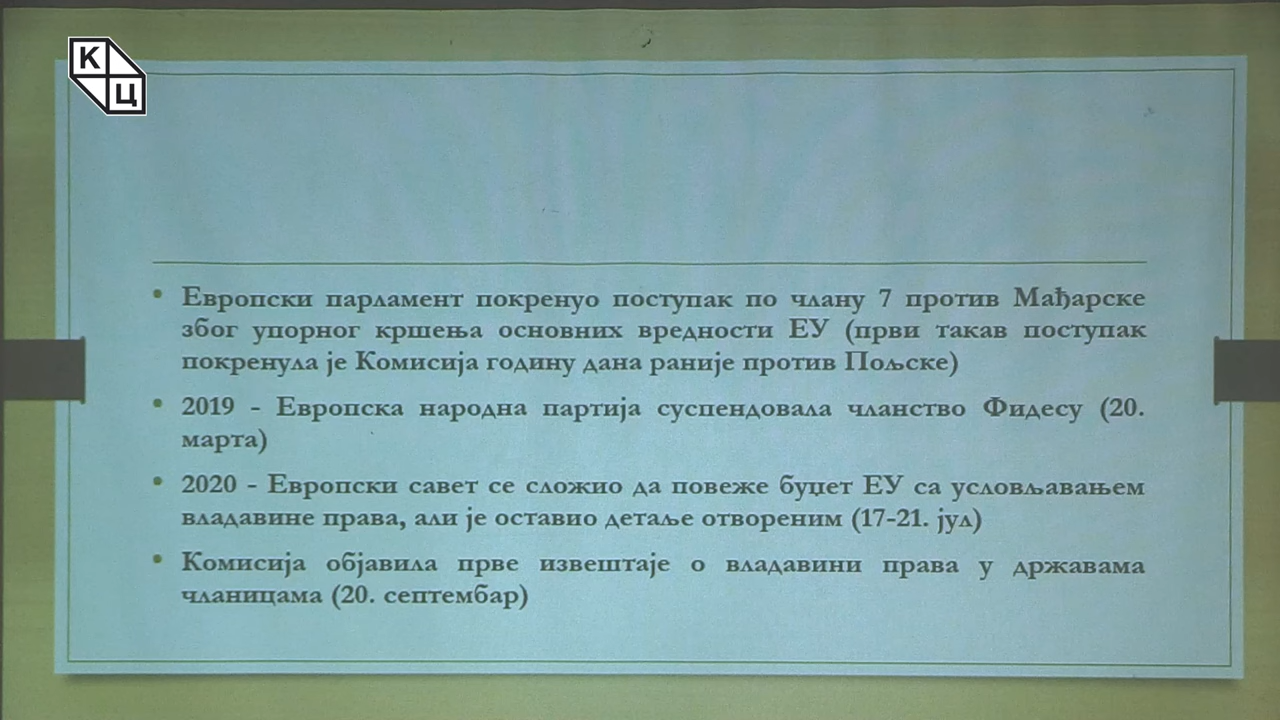 К
Ц
• Европски парламент покренуо поступак по члану 7 против Мађарске
због упорног кршења основних вредности ЕУ (први такав поступак
покренула је Комисија годину дана раније против Пољске)
• 2019 - Европска народна партија суспендовала чланство Фидесу (20.
марта)
• 2020 - Европски савет се сложио да повеже буџет ЕУ са условљавањем
владавине права, али је оставио детаље отвореним (17-21. јул)
• Комисија објавила прве извештаје о владавини права у државама
чланицама (20. септембар)